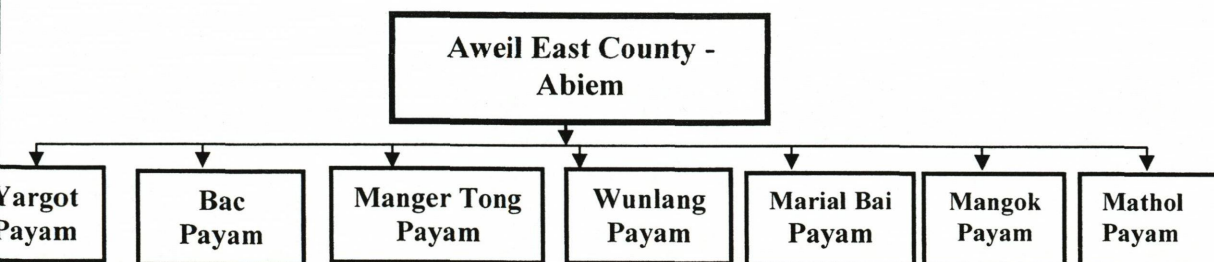 Aweil East County -
Abiem
Yargot
Payam
Bac
Payam
Manger Tong
Payam
Wunlang
Payam
Marial Bai
Payam
Mangok
Payam
Mathol
Payam